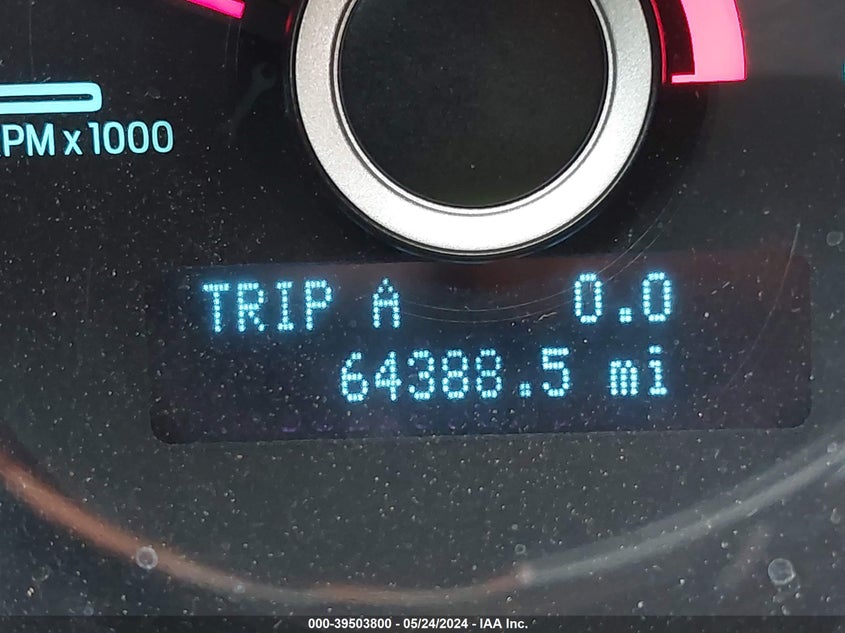 PM x 1000
TRIP A 0.0
64388.5 mi
000-39503800 - 05/24/2024 - IAA Inc.